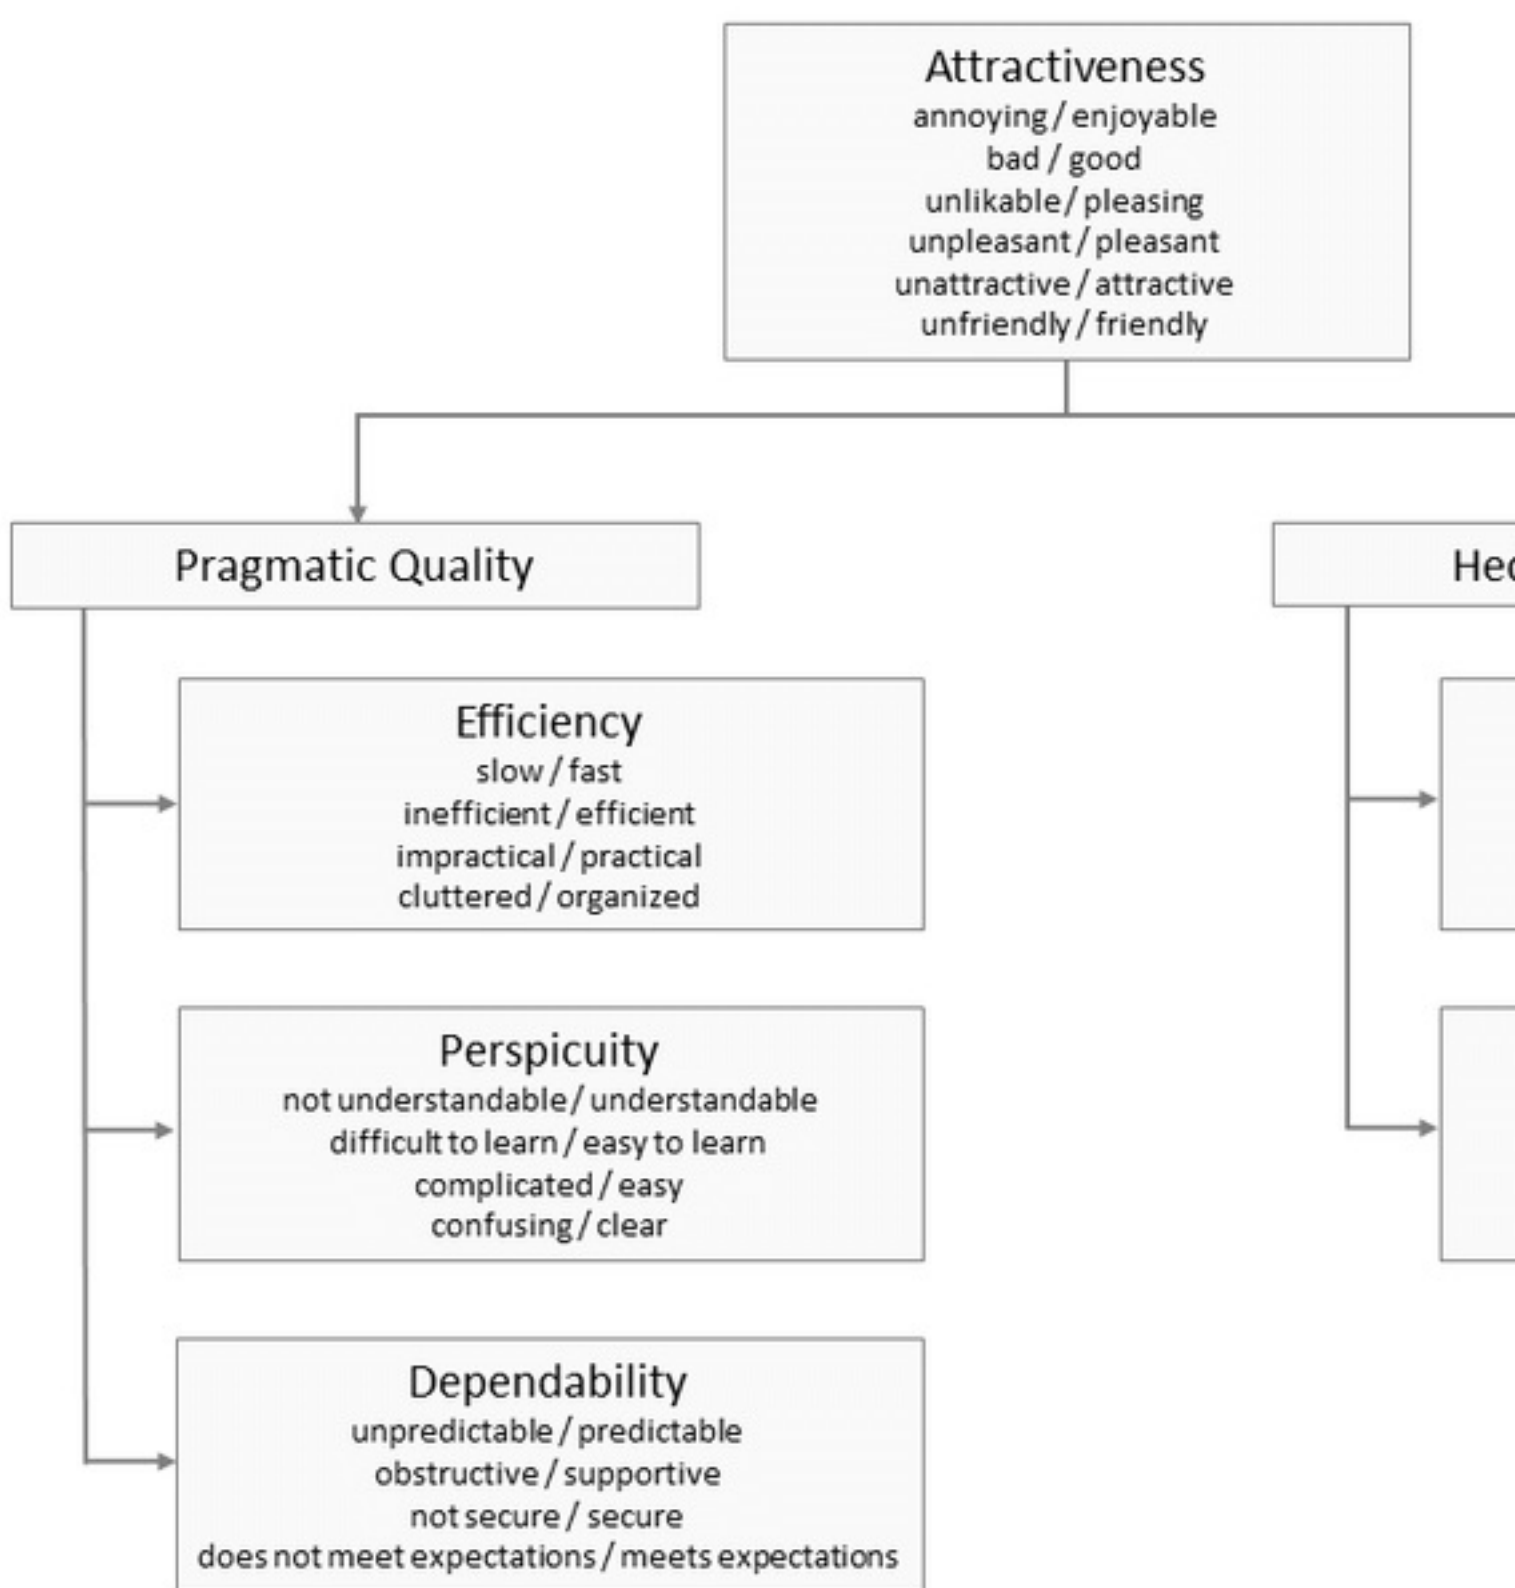 Attractiveness
annoying / enjoyable
bad / good
unlikable / pleasing
unpleasant / pleasant
unattractive / attractive
unfriendly / friendly
Pragmatic Quality
Efficiency
slow / fast
inefficient / efficient
impractical / practical
cluttered / organized
Perspicuity
not understandable / understandable
difficult to learn / easy to learn
complicated / easy
confusing / clear
Dependability
unpredictable / predictable
obstructive / supportive
not secure / secure
does not meet expectations / meets expectations